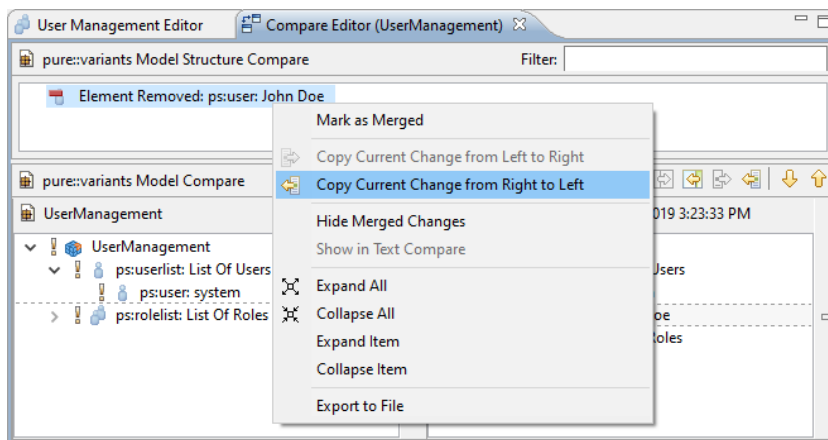 User Management Editor
Compare Editor (UserManagement)
pure::variants Model Structure Compare
Filter:
Element Removed: ps:user: John Doe
Mark as Merged
Copy Current Change from Left to Right
Copy Current Change from Right to Left
Hide Merged Changes
Show in Text Compare
Expand All
Collapse All
Expand Item
Collapse Item
Export to File
pure::variants Model Compare
UserManagement
019 3:23:33 PM
UserManagement
ps:userlist: List Of Users
ps:user: system
ps:rolelist: List Of Roles
Users
oe
Roles